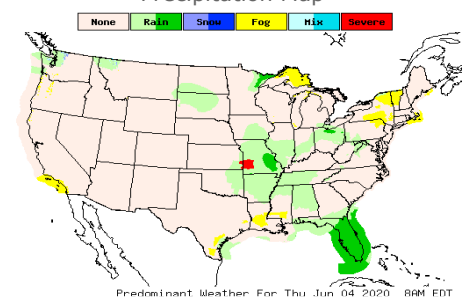 Precipitation Map
None Rain Snow Fog Mix Severe
Predominant Weather For Thu Jun 04 2020 8AM EDT